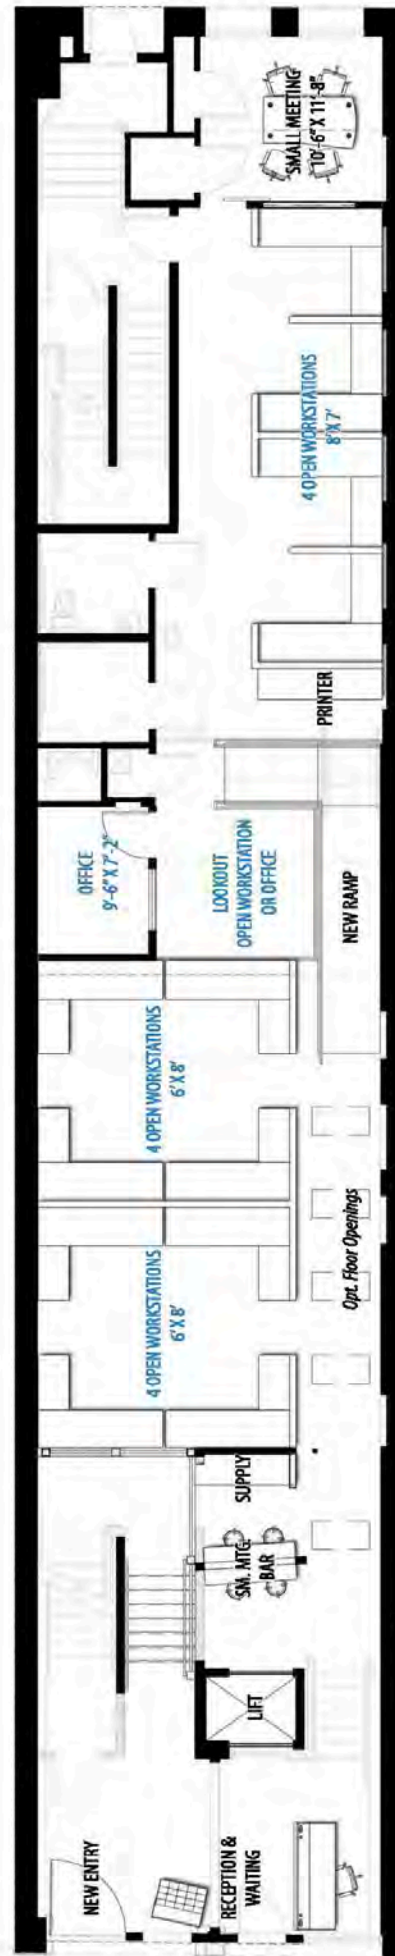 SMALL MEETING
10'-6" X 11'-8"
4 OPEN WORKSTATIONS
8' X 7'
PRINTER
OFFICE
9'-6" X 7'-2"
LOOKOUT
OPEN WORKSTATION
OR OFFICE
NEW RAMP
4 OPEN WORKSTATIONS
6' X 8'
4 OPEN WORKSTATIONS
6' X 8'
Opt. Floor Openings
SUPPLY
SM. MTG.
BAR
LIFT
NEW ENTRY
RECEPTION &
WAITING